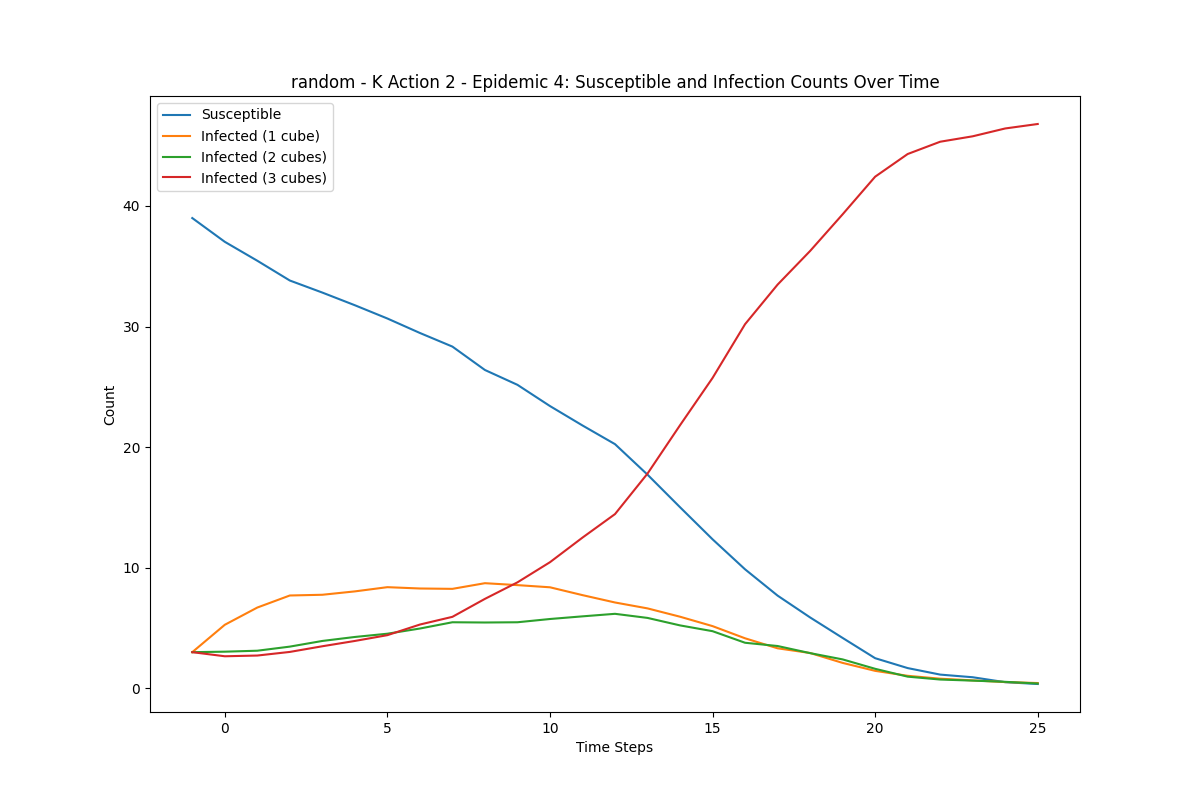 random - K Action 2 - Epidemic 4: Susceptible and Infection Counts Over Time
Susceptible
Infected (1 cube)
Infected (2 cubes)
Infected (3 cubes)
40
30
20
10
0
Count
0 5 10 15 20 25
Time Steps